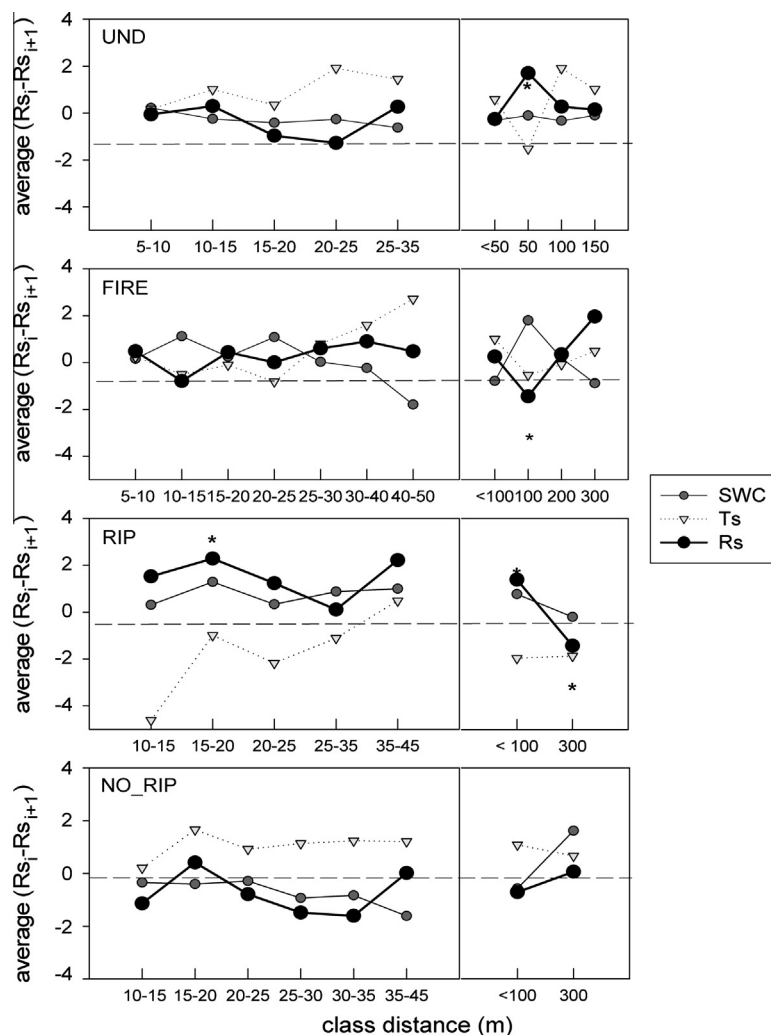 UND
average (Rsi-Rsi+1)
4
2
0
-2
-4
5-10 10-15 15-20 20-25 25-35 <50 50 100 150
*
FIRE
average (Rsi-Rsi+1)
4
2
0
-2
-4
5-10 10-15 15-20 20-25 25-30 30-40 40-50 <100 100 200 300
*
SWC
Ts
Rs
RIP
average (Rsi-Rsi+1)
4
2
0
-2
-4
10-15 15-20 20-25 25-35 35-45 < 100 300
*
*
*
NO_RIP
average (Rsi-Rsi+1)
4
2
0
-2
-4
10-15 15-20 20-25 25-30 30-35 35-45 <100 300
class distance (m)